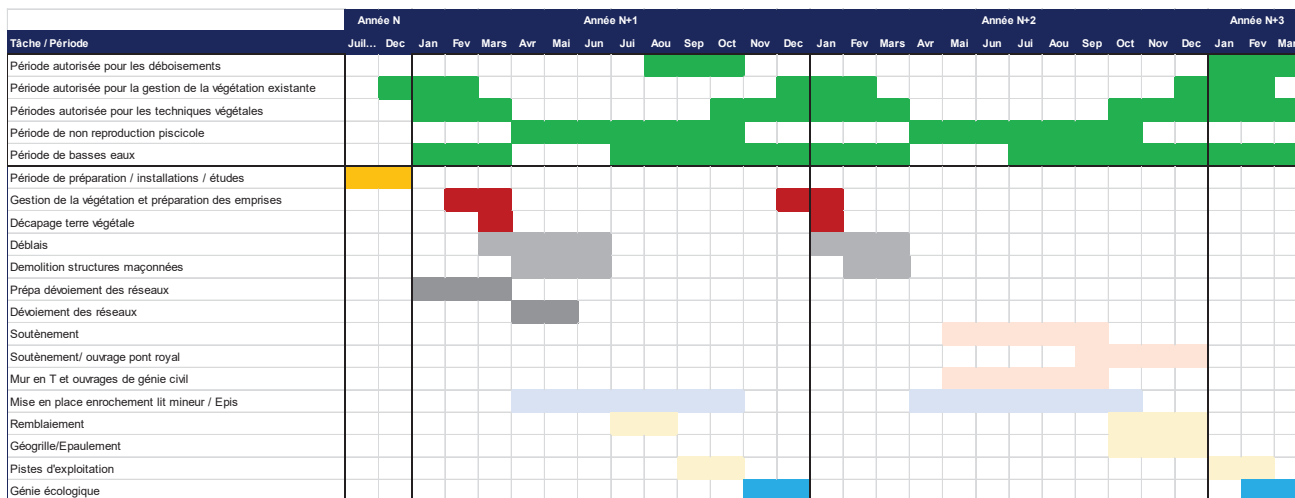 Année N Année N+1 Année N+2 Année N+3
Tâche / Période Juil... Dec Jan Fev Mars Avr Mai Jun Jui Aou Sep Oct Nov Dec Jan Fev Mars Avr Mai Jun Jui Aou Sep Oct Nov Dec Jan Fev Mar
Période autorisée pour les déboisements
Période autorisée pour la gestion de la végétation existante
Périodes autorisée pour les techniques végétales
Période de non reproduction piscicole
Période de basses eaux
Période de préparation / installations / études
Gestion de la végétation et préparation des emprises
Décapage terre végétale
Déblais
Demolition structures maçonnées
Prépa dévoiement des réseaux
Dévoiement des réseaux
Soutènement
Soutènement/ ouvrage pont royal
Mur en T et ouvrages de génie civil
Mise en place enrochement lit mineur / Epis
Remblaiement
Géogrille/Epaulement
Pistes d'exploitation
Génie écologique